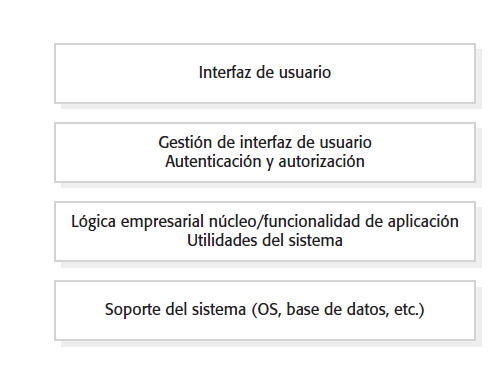 Interfaz de usuario
Gestión de interfaz de usuario
Autenticación y autorización
Lógica empresarial núcleo/funcionalidad de aplicación
Utilidades del sistema
Soporte del sistema (OS, base de datos, etc.)